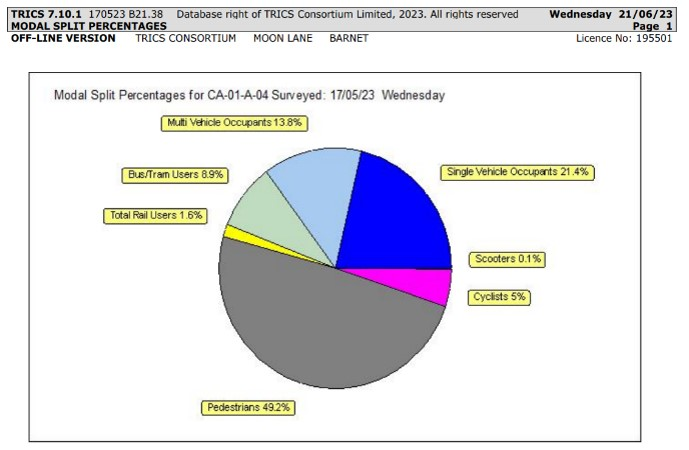 TRICS 7.10.1 170523 B21.38 Database right of TRICS Consortium Limited, 2023. All rights reserved Wednesday 21/06/23
MODAL SPLIT PERCENTAGES Page 1
OFF-LINE VERSION TRICS CONSORTIUM MOON LANE BARNET Licence No: 195501
Modal Split Percentages for CA-01-A-04 Surveyed: 17/05/23 Wednesday
Multi Vehicle Occupants 13.8%
Bus/Tram Users 8.9%
Single Vehicle Occupants 21.4%
Total Rail Users 1.6%
Scooters 0.1%
Cyclists 5%
Pedestrians 49.2%